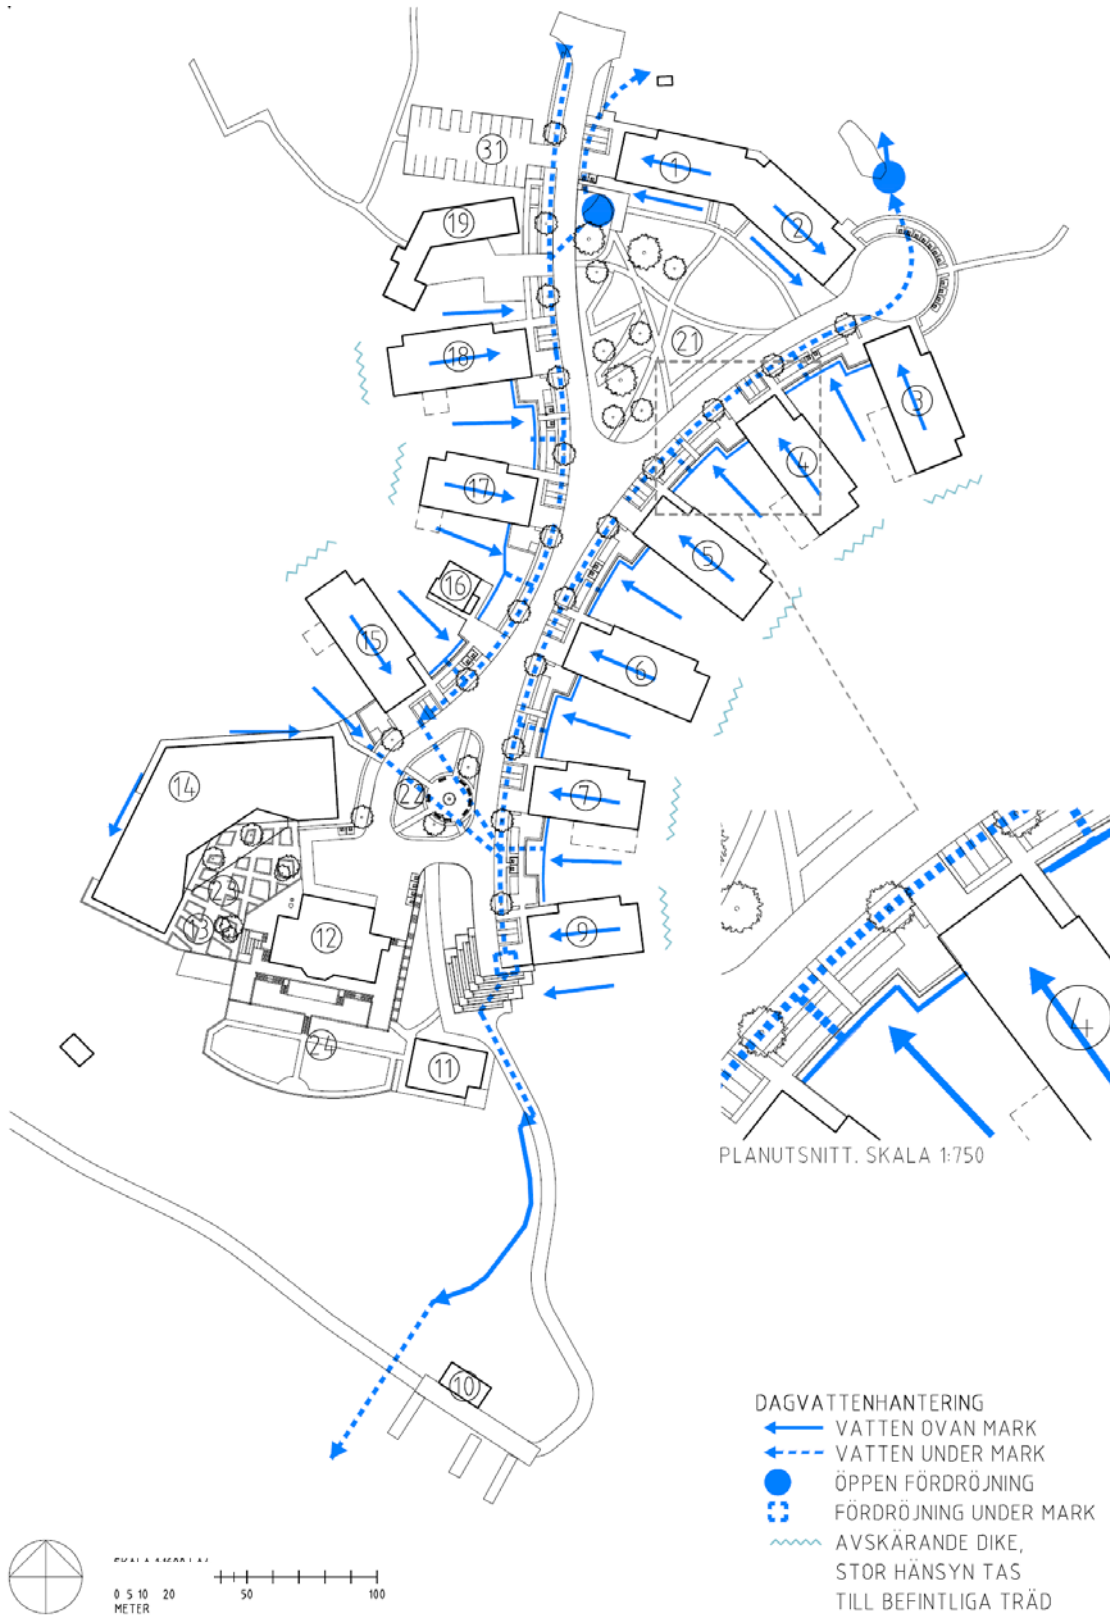 31
1
19
2
18
21
3
4
17
5
16
15
6
14
22
7
23
13
12
9
4
24
11
PLANUTSNITT. SKALA 1:750
10
DAGVATTENHANTERING
VATTEN OVAN MARK
VATTEN UNDER MARK
ÖPPEN FÖRDRÖJNING
FÖRDRÖJNING UNDER MARK
AVSKÄRANDE DIKE,
STOR HÄNSYN TAS
TILL BEFINTLIGA TRÄD
0 5 10 20 50 100
METER